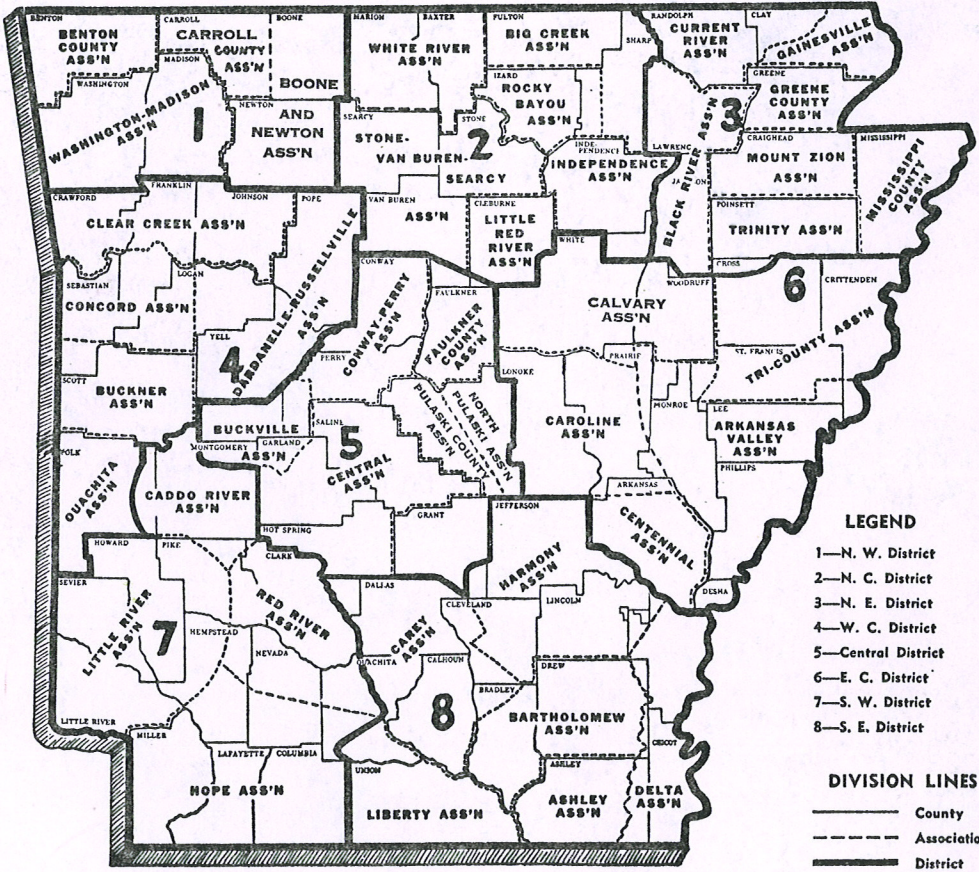 BENTON
CARROLL
BOONE
MARION
BAXTER
FULTON
SHARP
RANDOLPH
CLAY
BENTON
COUNTY
ASS'N
CARROLL
COUNTY
ASS'N
MADISON
WASHINGTON
WASHINGTON-MADISON
ASS'N
1
BOONE
AND
NEWTON
ASS'N
NEWTON
WHITE RIVER
ASS'N
BIG CREEK
ASS'N
IZARD
ROCKY
BAYOU
ASS'N
SEARCY
STONE
STONE-
VAN BUREN-
SEARCY
ASS'N
2
VAN BUREN
INDE-
PENDENCE
INDEPENDENCE
ASS'N
CLEBURNE
LITTLE
RED
RIVER
ASS'N
WHITE
CURRENT
RIVER
ASS'N
GAINESVILLE
ASS'N
GREENE
GREENE
COUNTY
ASS'N
3
LAWRENC
BLACK RIVER ASS'N
CRAIGHEAD
MOUNT ZION
ASS'N
MISSISSIPPI
MISSISSIPPI
COUNTY
ASS'N
POINSETT
TRINITY ASS'N
CRAWFORD
FRANKLIN
JOHNSON
POPE
CLEAR CREEK ASS'N
SEBASTIAN
LOGAN
CONCORD ASS'N
YELL
4
DARDANELLE-RUSSELLVILLE
ASS'N
SCOTT
BUCKNER
ASS'N
CONWAY
CONWAY-PERRY
ASS'N
PERRY
FAULKNER
FAULKNER
COUNTY
ASS'N
NORTH
PULASKI ASS'N
PULASKI COUNTY
ASS'N
BUCKVILLE
ASS'N
MONTGOMERY
GARLAND
SALINE
5
CENTRAL
ASS'N
HOT SPRING
GRANT
WOODRUFF
CROSS
6
CRITTENDEN
CALVARY
ASS'N
LONOKE
PRAIRIE
ST. FRANCIS
TRI-COUNTY ASS'N
MONROE
LEE
CAROLINE
ASS'N
ARKANSAS
VALLEY
ASS'N
PHILLIPS
ARKANSAS
CENTENNIAL
ASS'N
DESHA
POLK
OUACHITA
ASS'N
CADDO RIVER
ASS'N
HOWARD
PIKE
CLARK
SEVIER
LITTLE RIVER
ASS'N
7
HEMPSTEAD
NEVADA
RED RIVER
ASS'N
LITTLE RIVER
MILLER
LAFAYETTE
COLUMBIA
HOPE ASS'N
JEFFERSON
HARMONY
ASS'N
DALLAS
CLEVELAND
LINCOLN
CAREY
ASS'N
OUACHITA
CALHOUN
8
BRADLEY
DREW
BARTHOLOMEW
ASS'N
UNION
LIBERTY ASS'N
ASHLEY
ASHLEY
ASS'N
CHICOT
DELTA
ASS'N
LEGEND
1—N. W. District
2—N. C. District
3—N. E. District
4—W. C. District
5—Central District
6—E. C. District
7—S. W. District
8—S. E. District
DIVISION LINES
County
Associatio
District